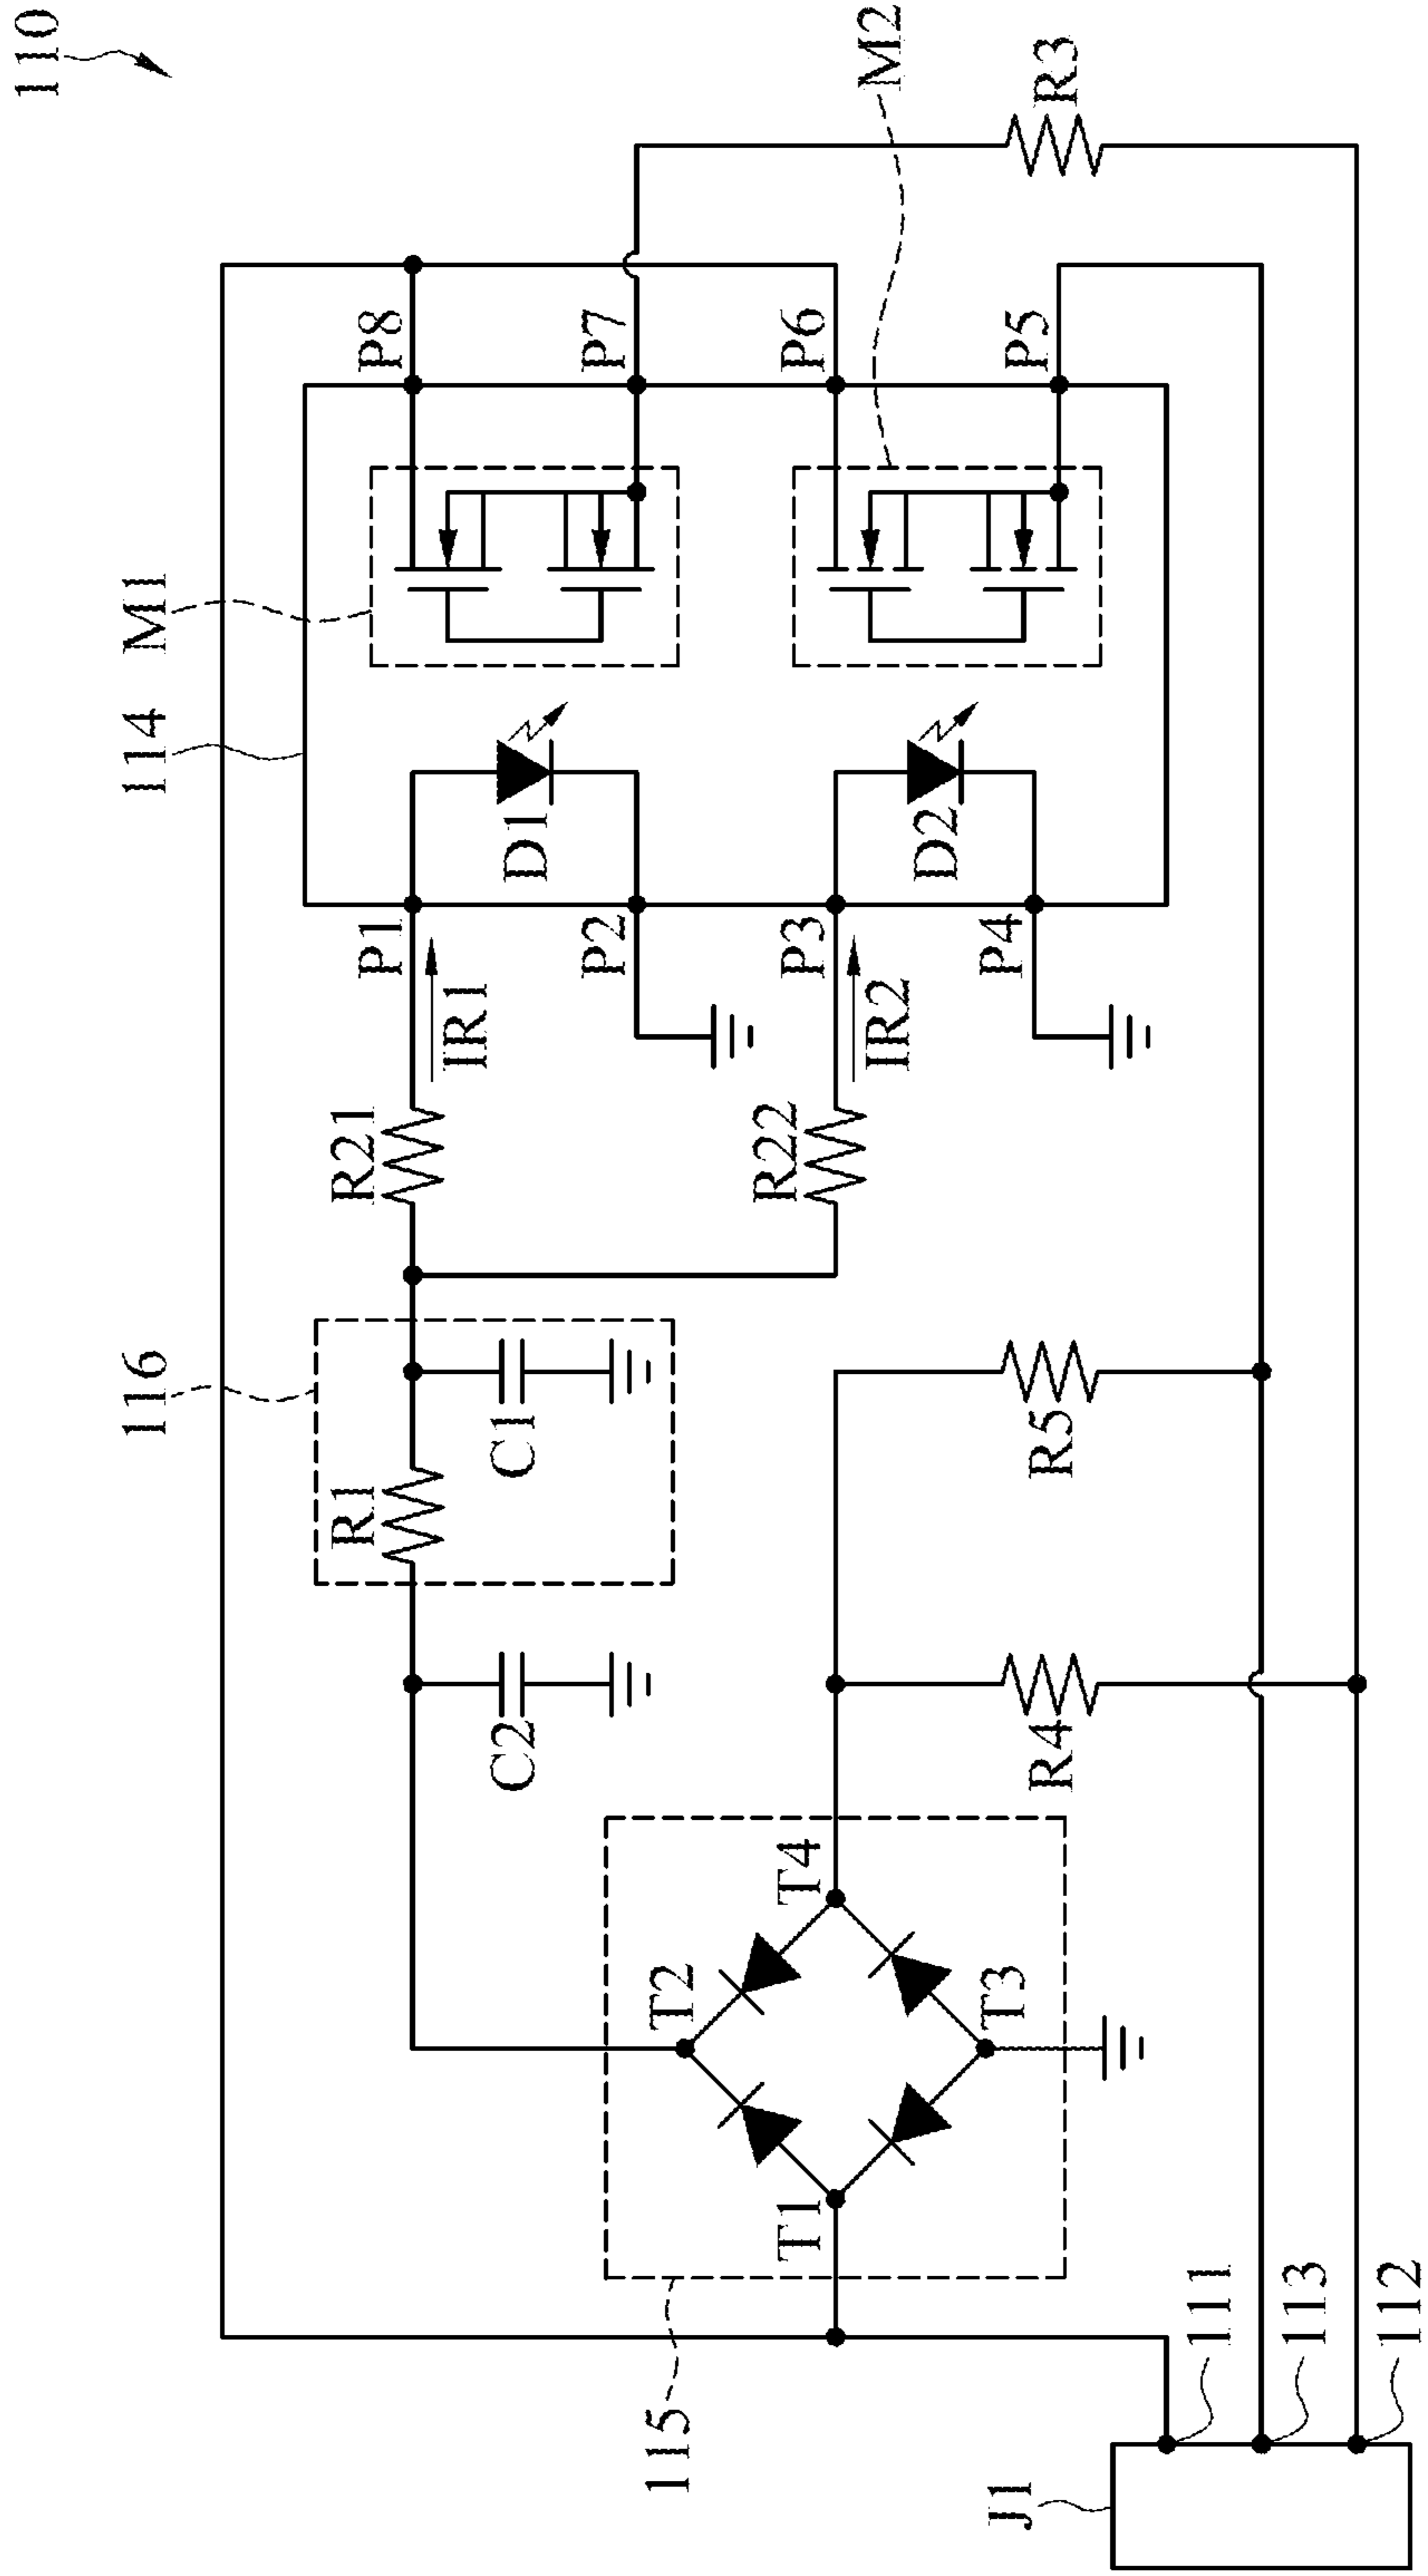 110
M2
R3
P8
P7
P6
P5
M1
114
D1
D2
P1
P2
P3
P4
IR1
IR2
R21
R22
116
C1
R1
R5
C2
R4
T4
T2
T3
T1
115
111
113
112
J1